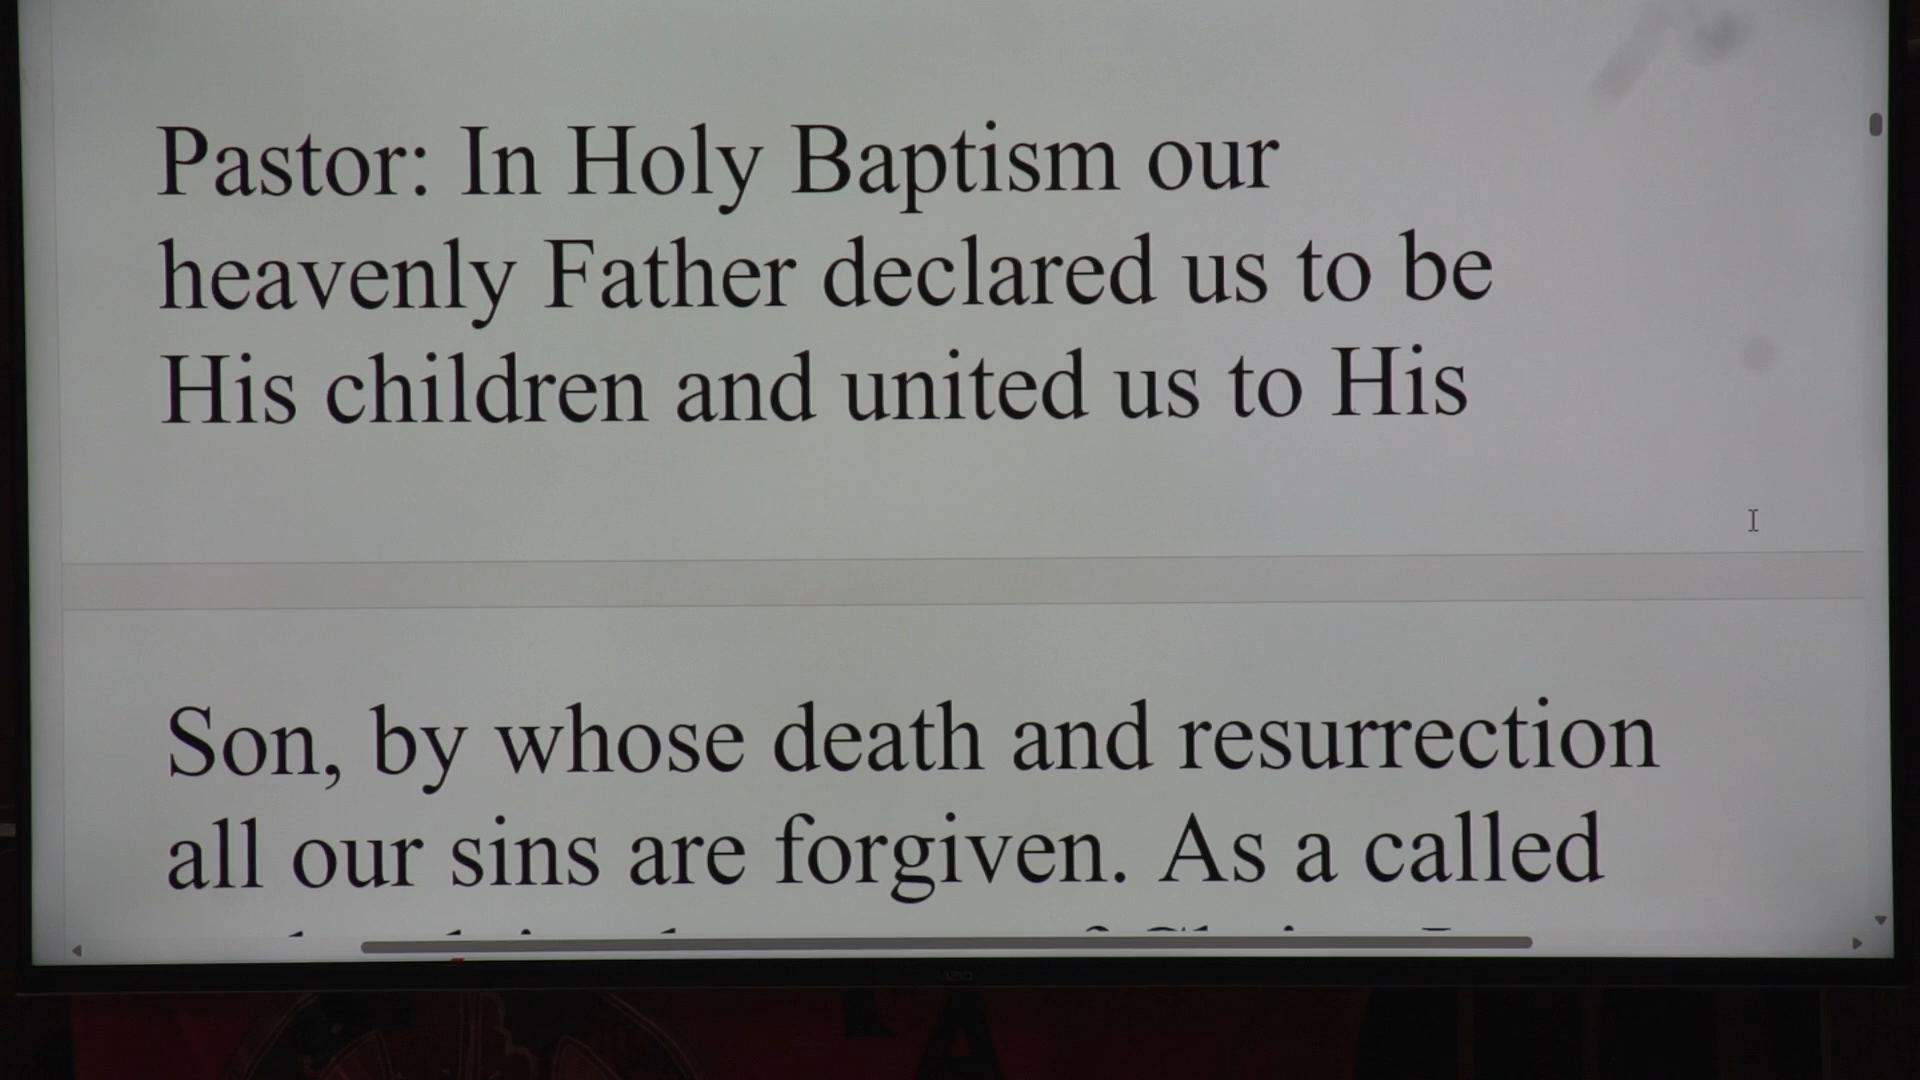 Pastor: In Holy Baptism our
heavenly Father declared us to be
His children and united us to His
Son, by whose death and resurrection
all our sins are forgiven. As a called